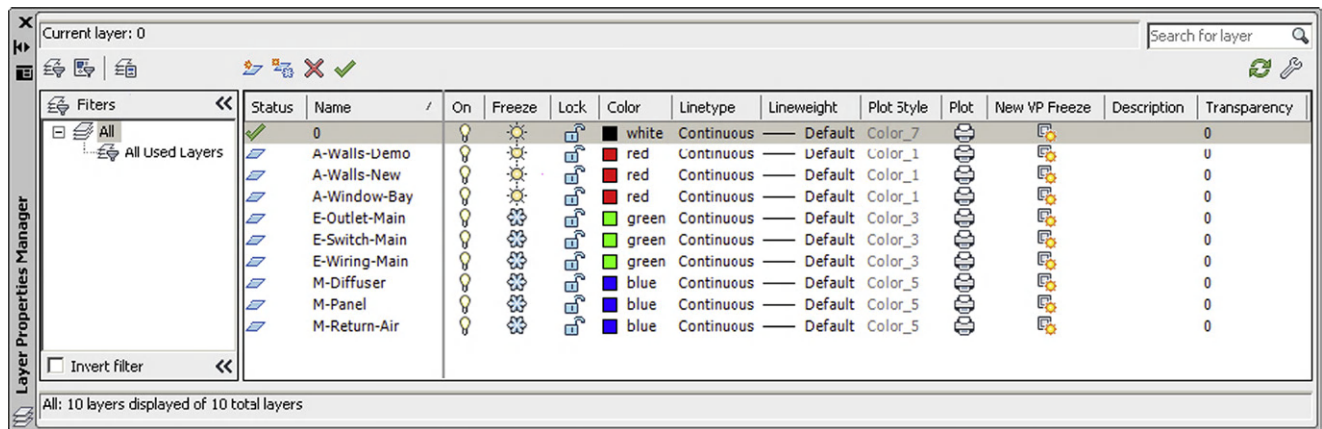 Current layer: 0
Search for layer
Fiters
Status Name / On Freeze Lock Color Linetype Lineweight Plot Style Plot New VP Freeze Description Transparency
All
0 white Continuous Default Color_7 0
All Used Layers
A-Walls-Demo red Continuous Default Color_1 0
A-Walls-New red Continuous Default Color_1 0
A-Window-Bay red Continuous Default Color_1 0
E-Outlet-Main green Continuous Default Color_3 0
E-Switch-Main green Continuous Default Color_3 0
E-Wiring-Main green Continuous Default Color_3 0
M-Diffuser blue Continuous Default Color_5 0
M-Panel blue Continuous Default Color_5 0
M-Return-Air blue Continuous Default Color_5 0
Invert filter
All: 10 layers displayed of 10 total layers
Layer Properties Manager